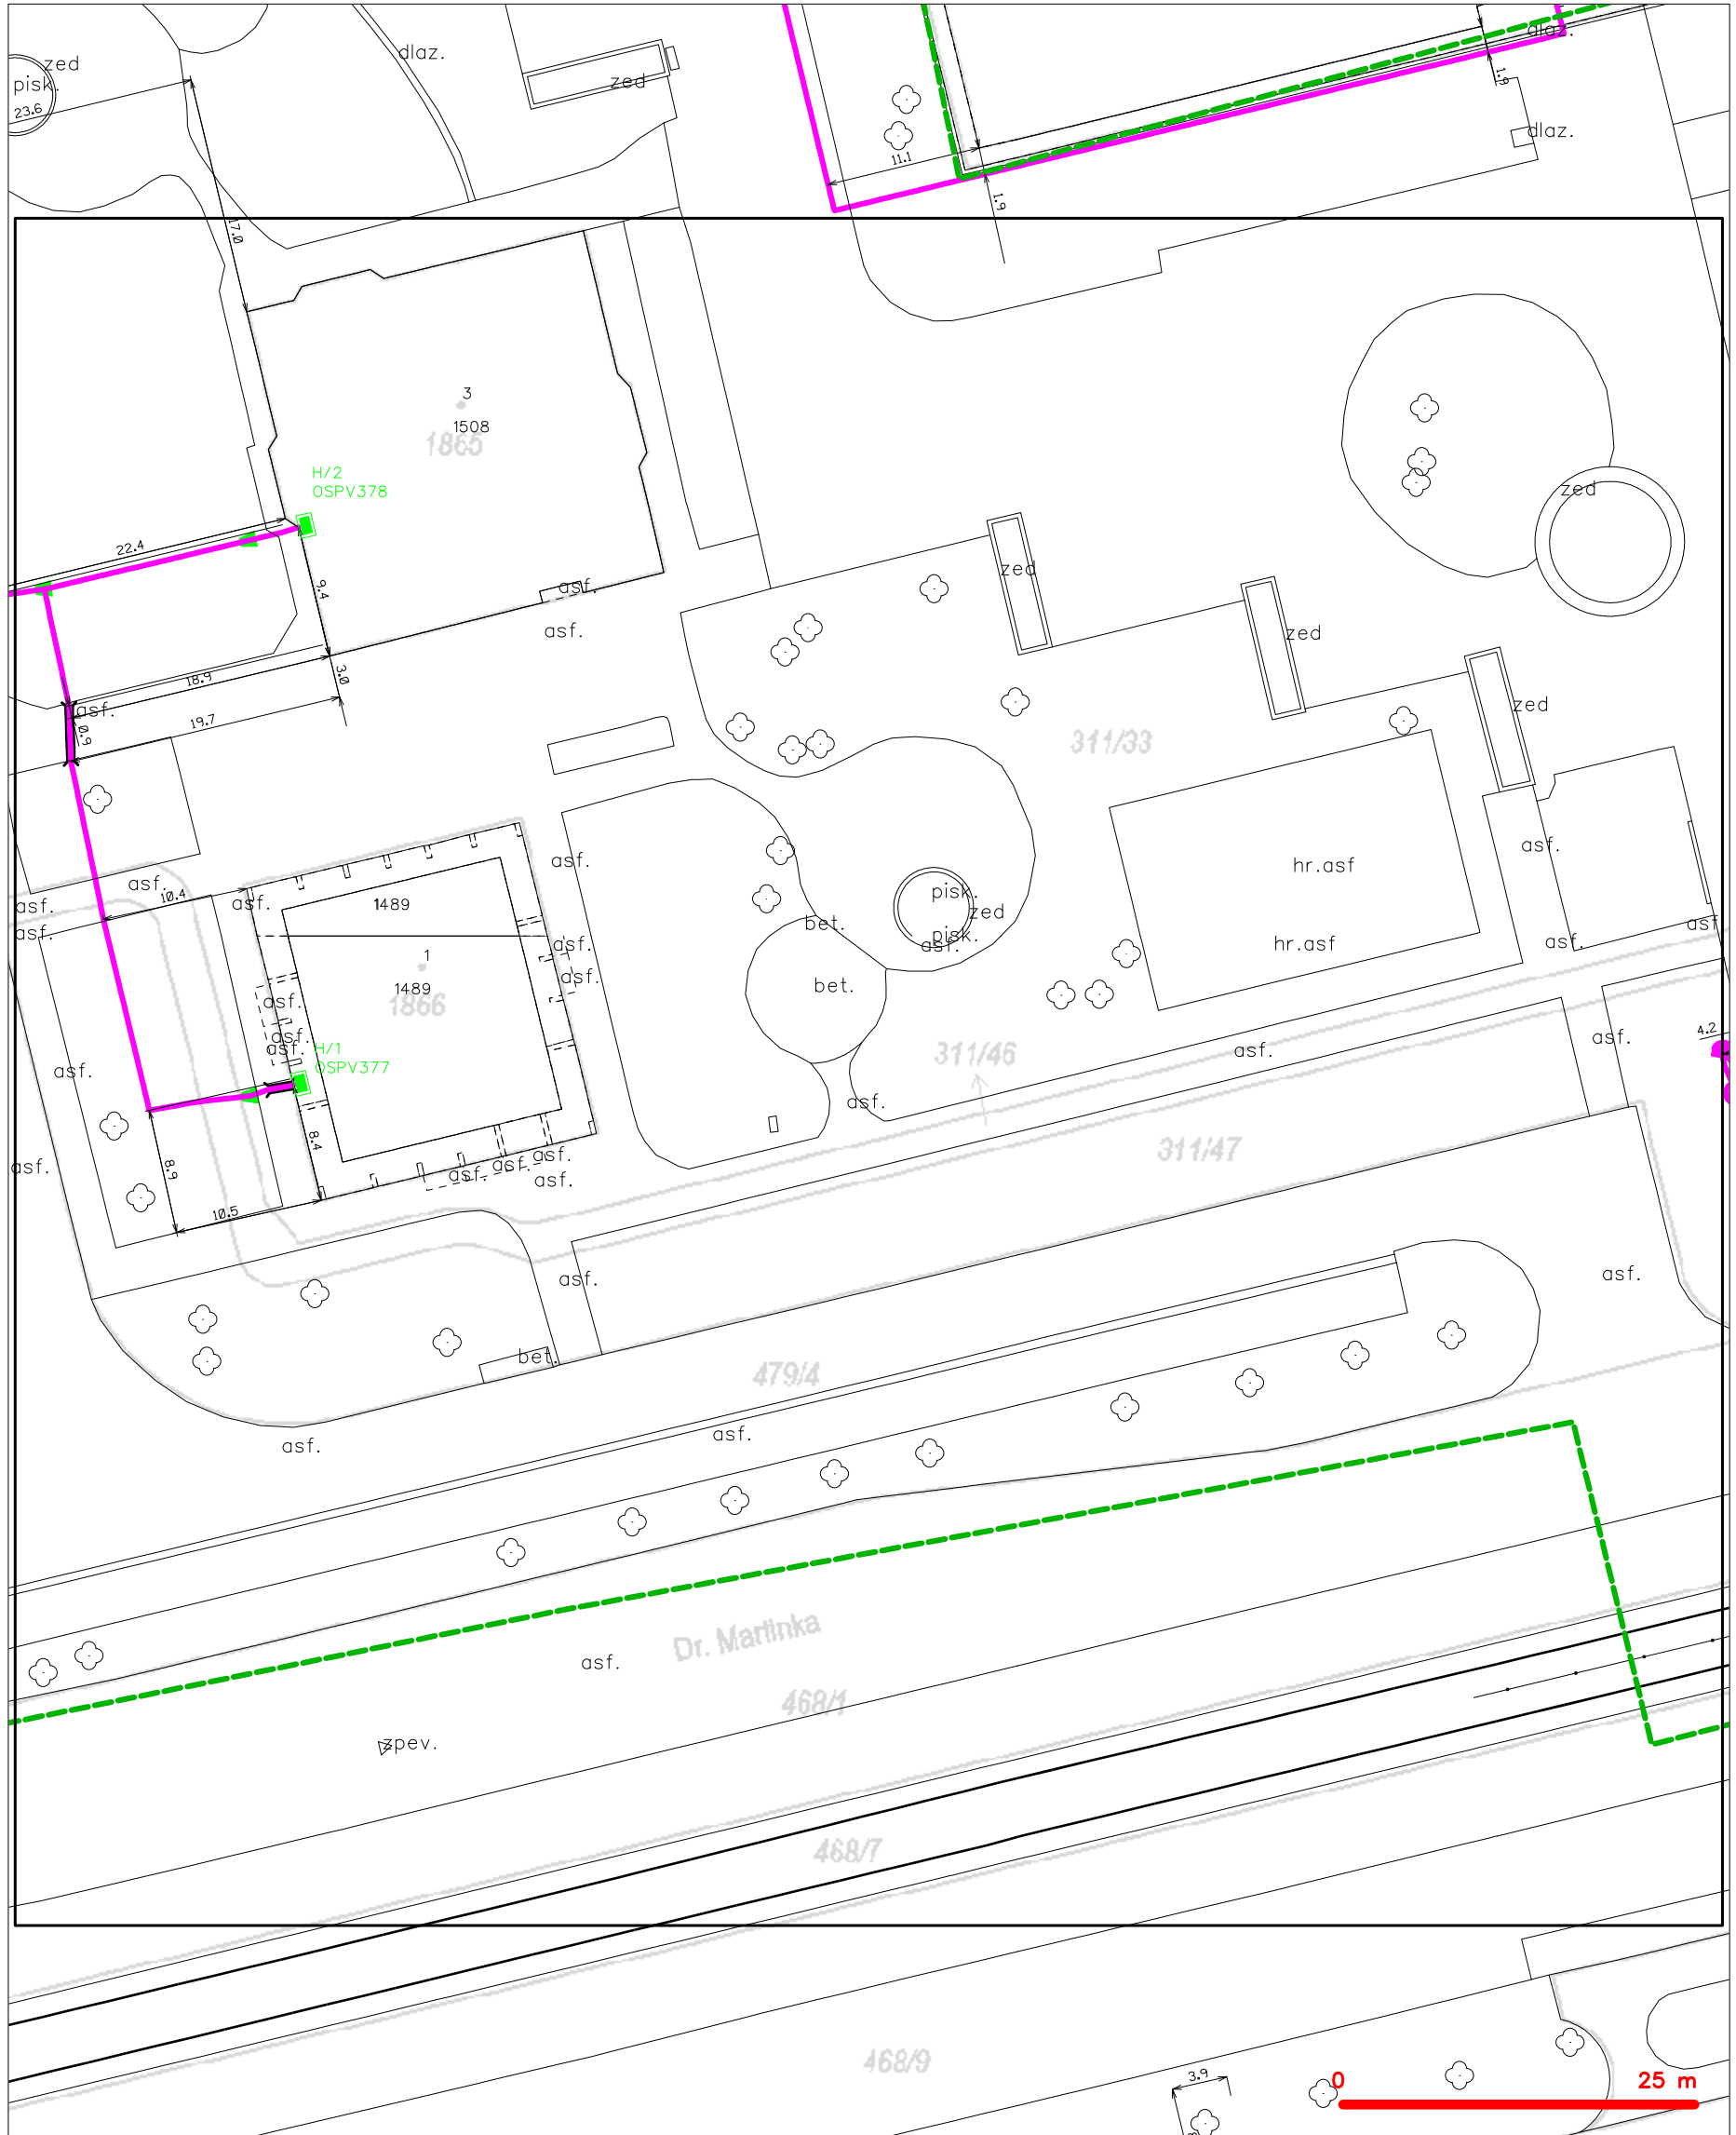 zed
pisk.
23.6
dlaz.
zed
dlaz.
1.9
dlaz.
11.1
1.9
17.0
3
1508
1865
H/2
OSPV378
22.4
9.4
asf.
asf.
zed
zed
zed
zed
18.9
3.0
asf.
0.9
19.7
311/33
asf.
asf.
hr.asf
asf.
10.4
asf.
1489
pisk.
zed
asf.
asf.
bet.
pisk.
asf.
hr.asf
asf.
asf.
asf.
1
1489
asf.
bet.
asf.
1866
asf.
asf.
asf.
H/1
OSPV377
311/46
asf.
asf.
4.2
asf.
asf.
8.4
8.9
311/47
asf.
asf.
asf.
asf.
asf.
10.5
asf.
asf.
bet.
479/4
asf.
asf.
Dr. Martinka
asf.
468/1
zpev.
468/7
468/9
3.9
0
25 m